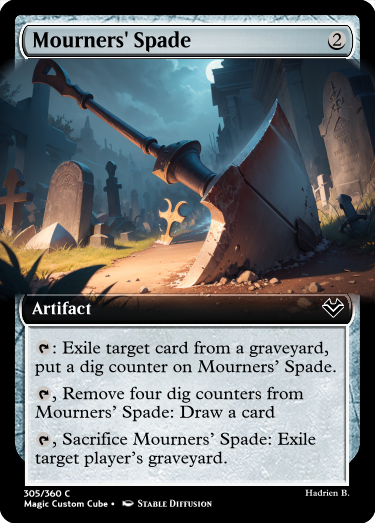 Mourners' Spade 2
Artifact
: Exile target card from a graveyard,
put a dig counter on Mourners' Spade.
, Remove four dig counters from
Mourners' Spade: Draw a card
, Sacrifice Mourners' Spade: Exile
target player's graveyard.
305/360 C Hadrien B.
Magic Custom Cube • Stable Diffusion